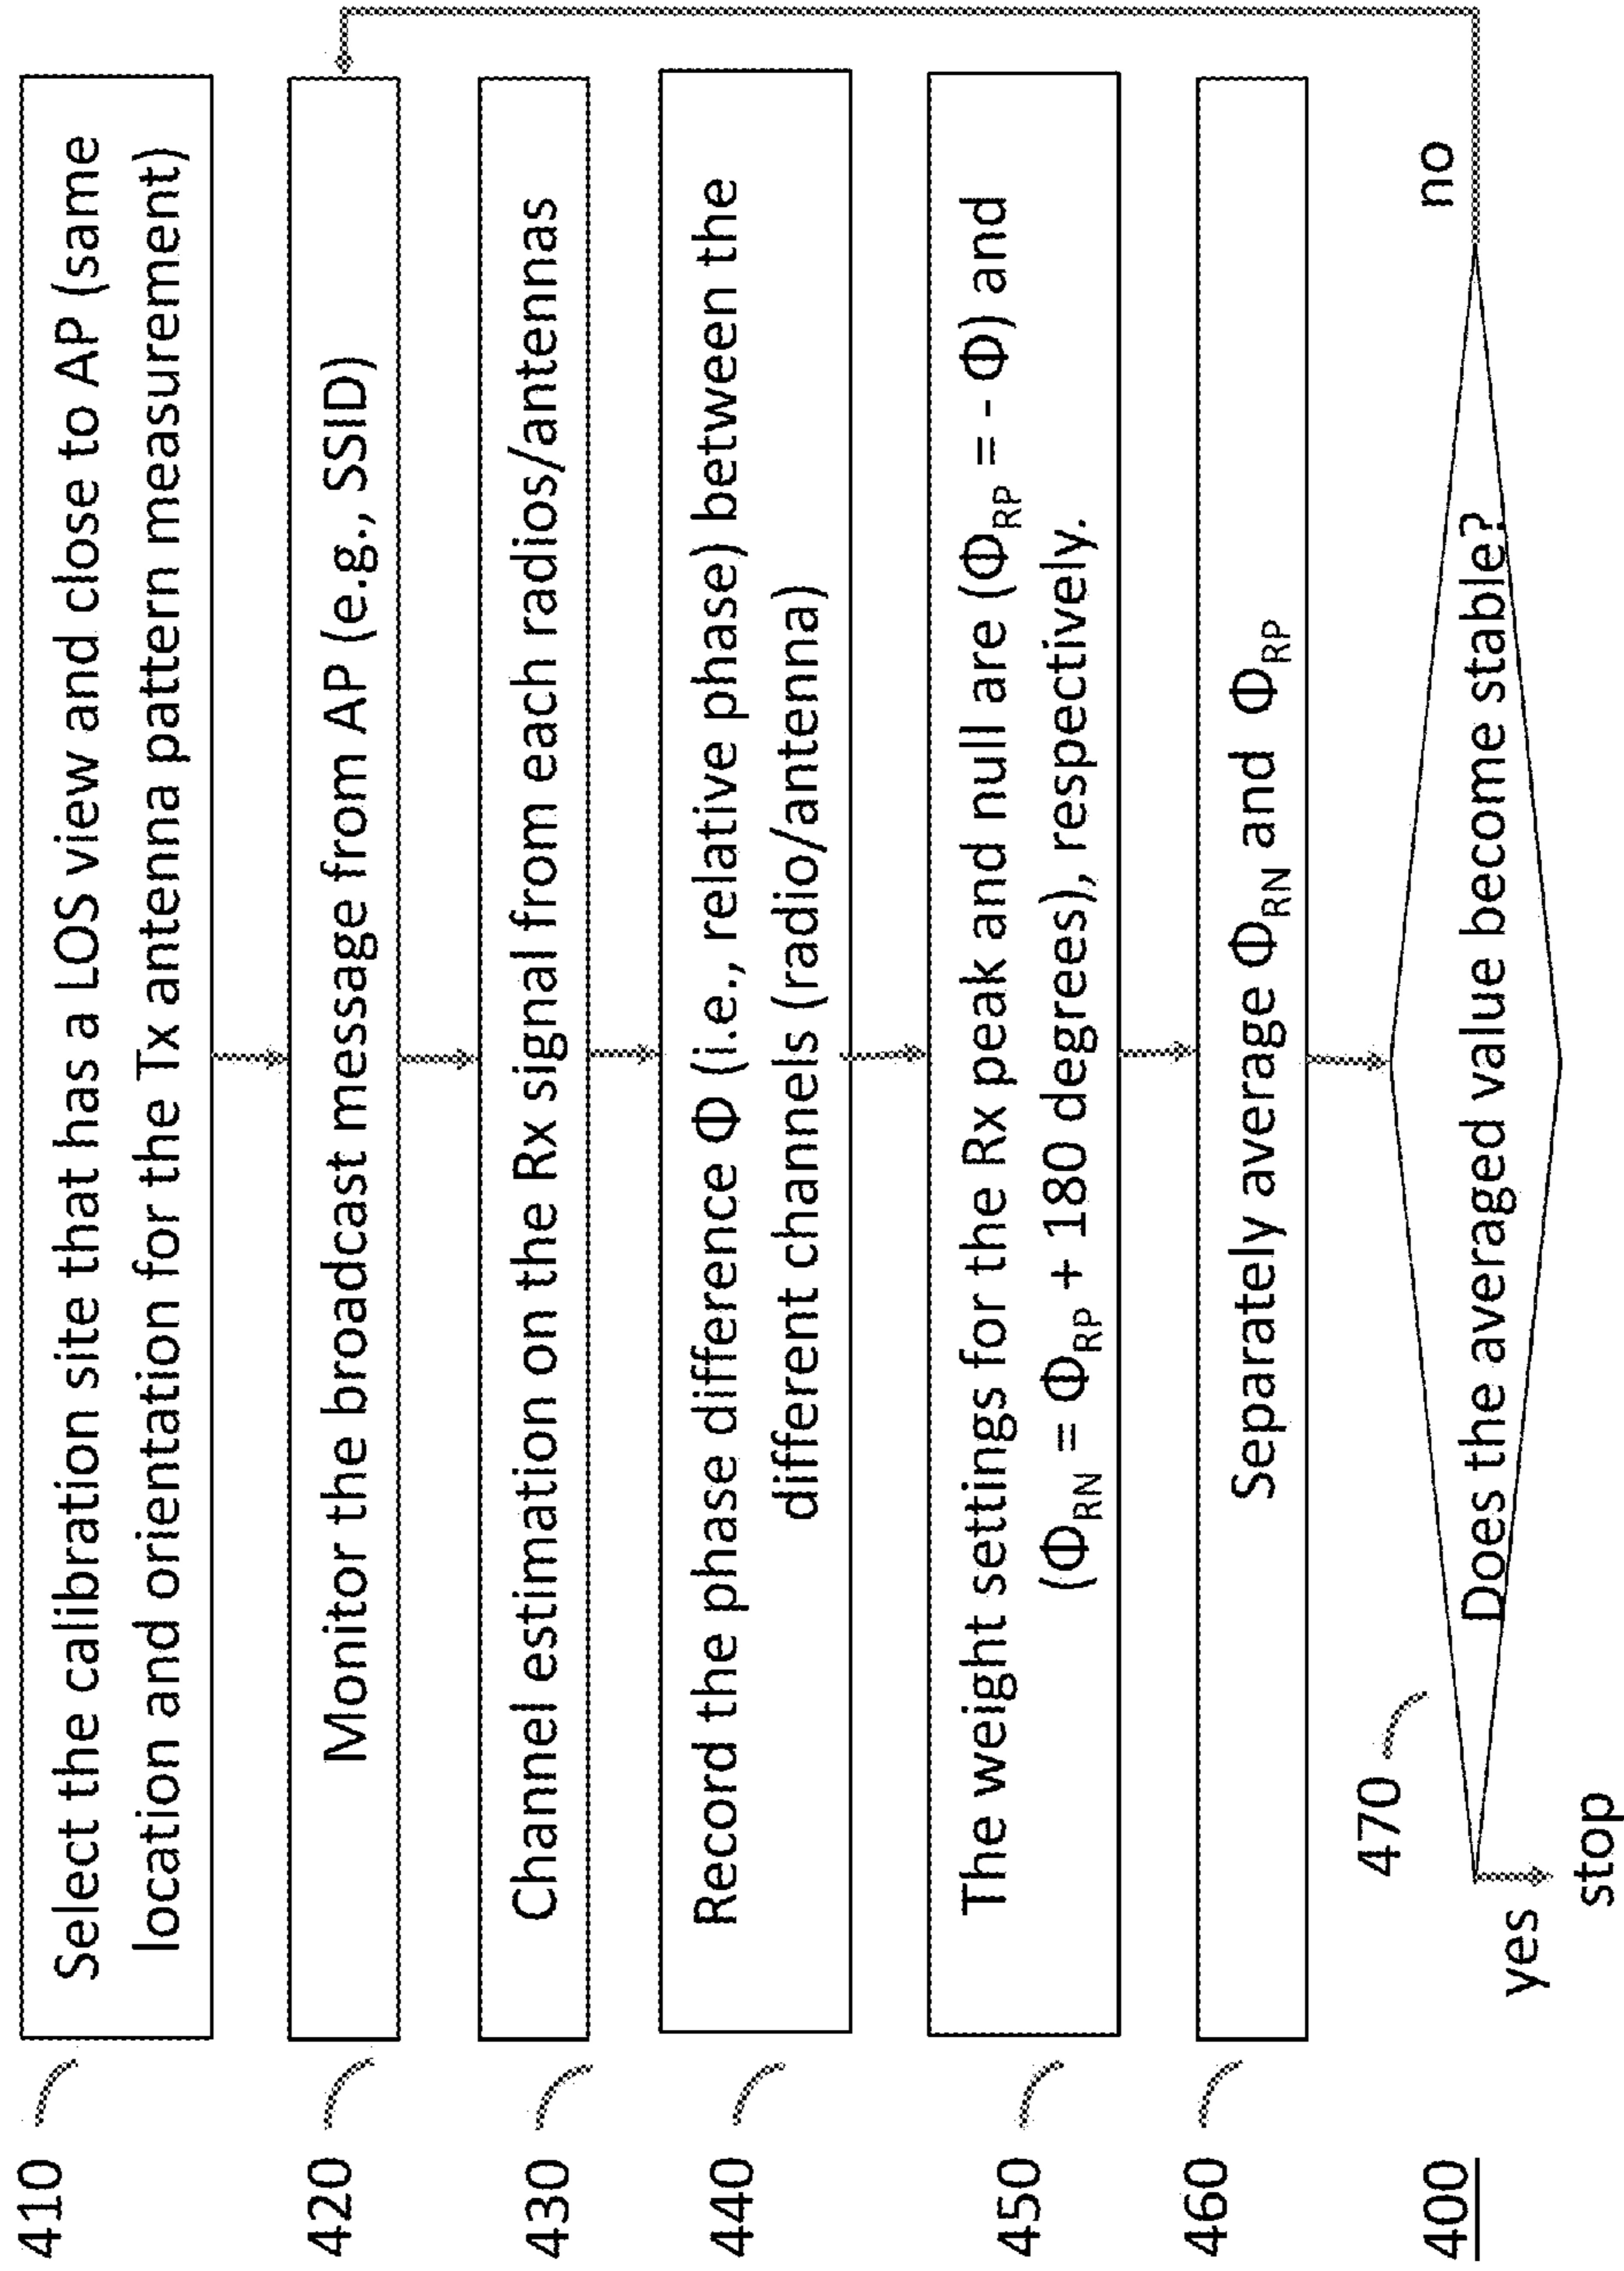 410
Select the calibration site that has a LOS view and close to AP (same
location and orientation for the Tx antenna pattern measurement)
420
Monitor the broadcast message from AP (e.g., SSID)
430
Channel estimation on the Rx signal from each radios/antennas
440
Record the phase difference Φ (i.e., relative phase) between the
different channels (radio/antenna)
450
The weight settings for the Rx peak and null are (Φ_RP = - Φ) and
(Φ_RN = Φ_RP + 180 degrees), respectively.
460
Separately average Φ_RN and Φ_RP
470
Does the averaged value become stable?
no
yes
stop
400